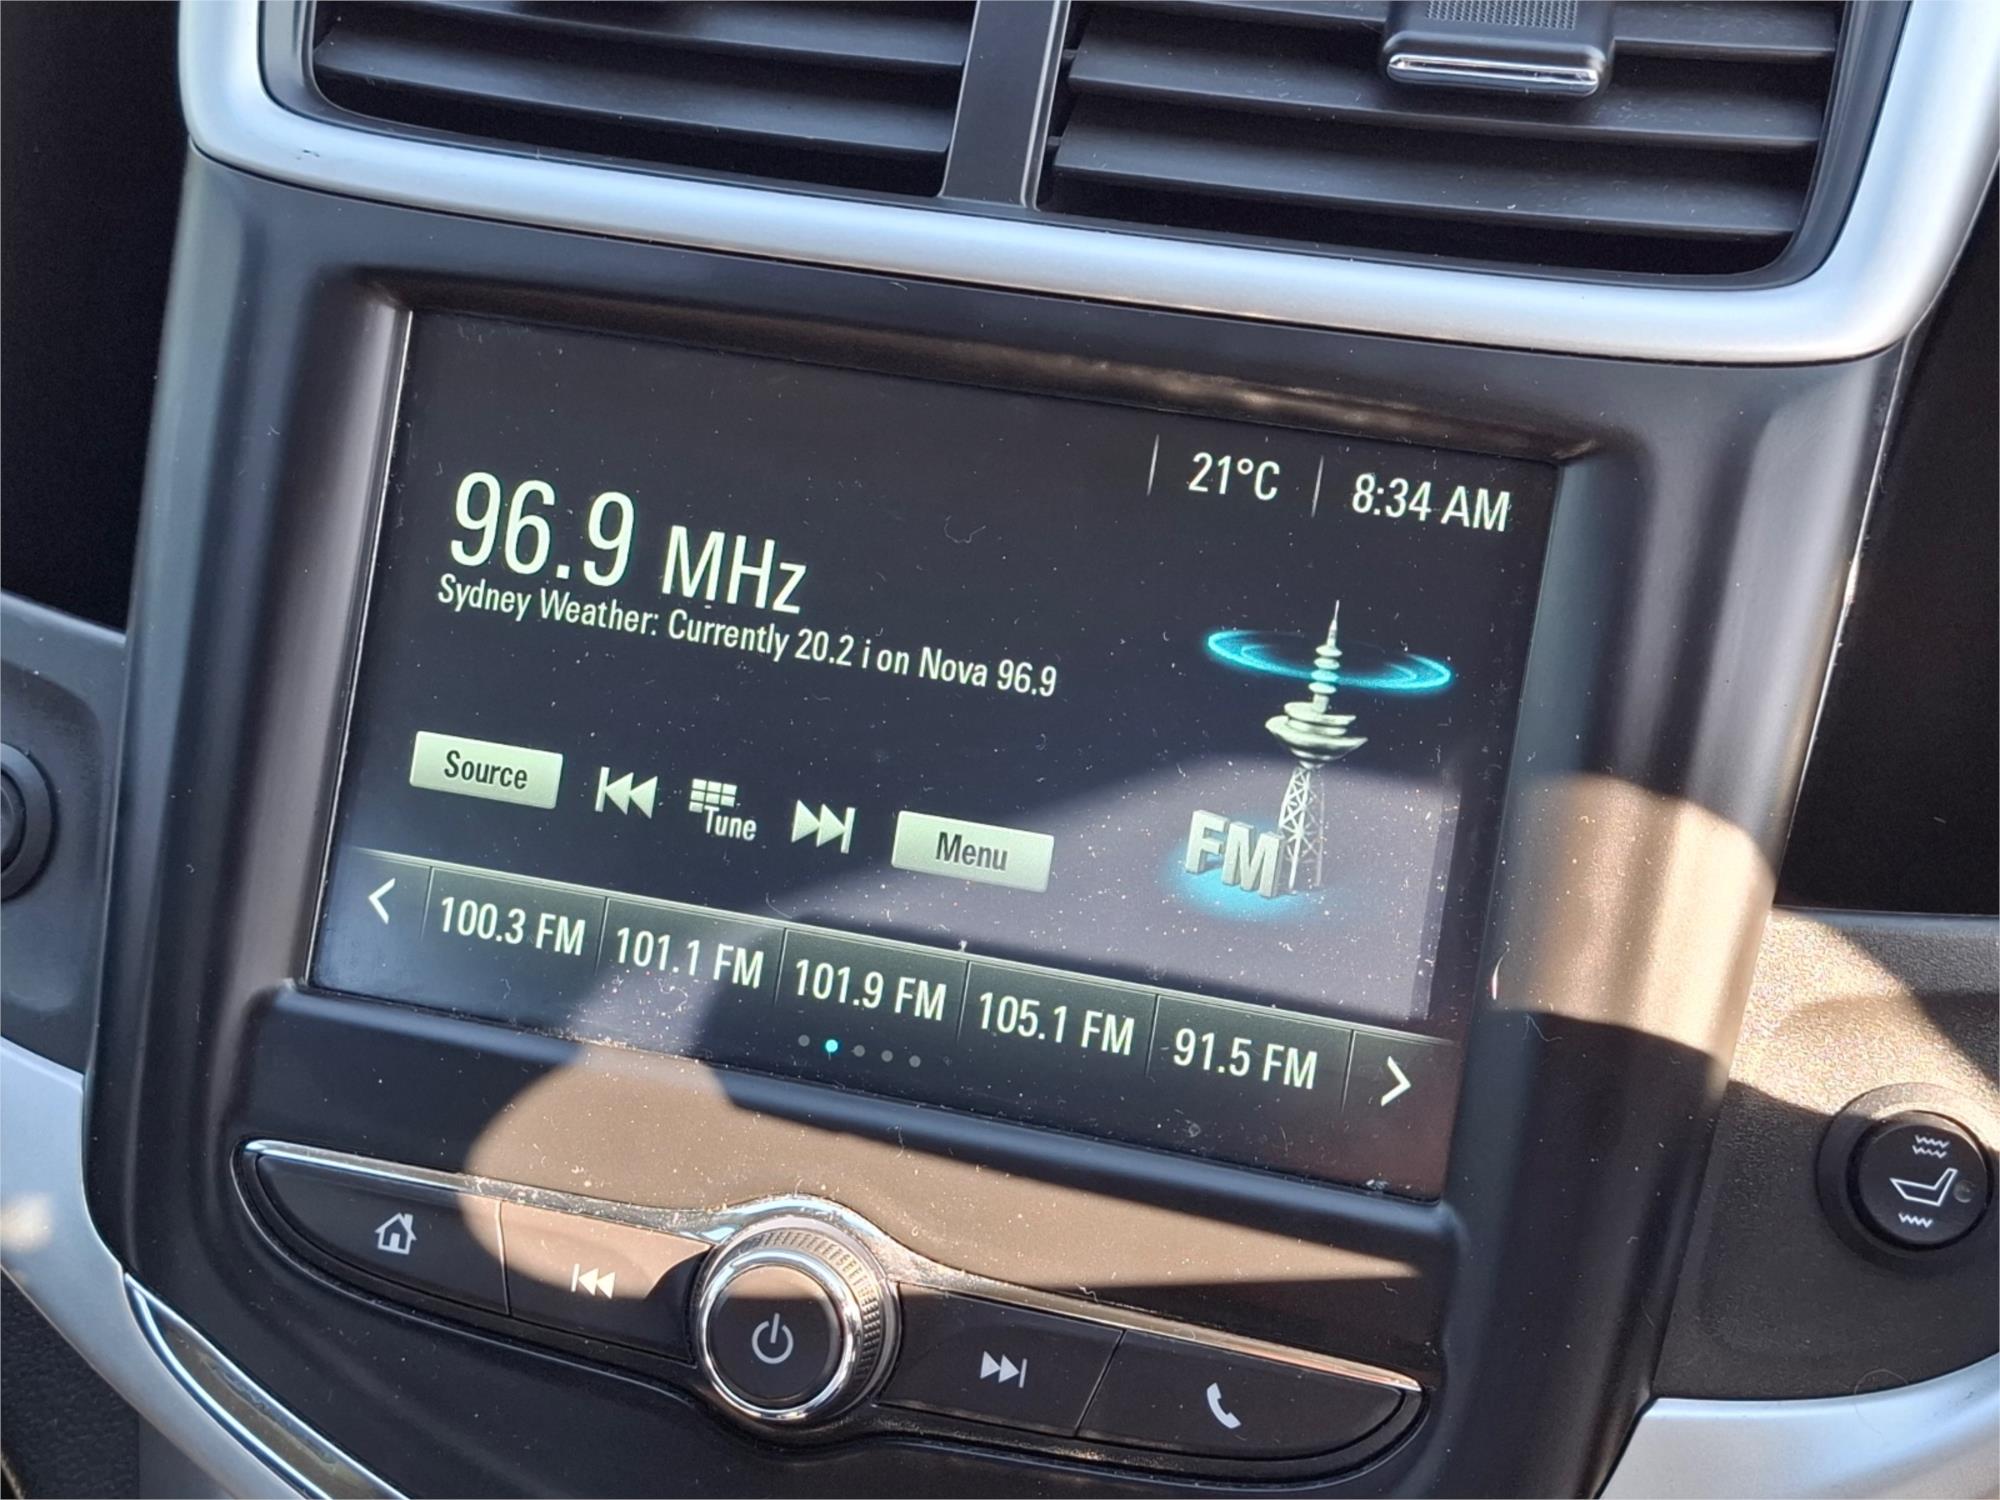 21°C 8:34 AM
96.9 MHz
Sydney Weather: Currently 20.2 i on Nova 96.9
Source Tune Menu
FM
100.3 FM 101.1 FM 101.9 FM 105.1 FM 91.5 FM